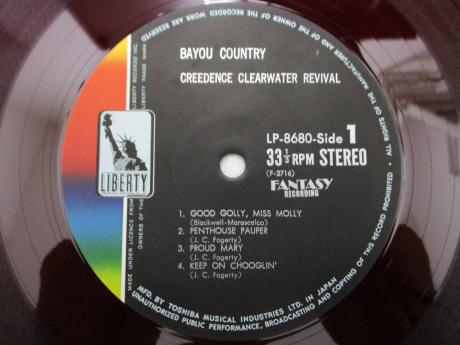 BAYOU COUNTRY
CREEDENCE CLEARWATER REVIVAL
LP-8680-Side 1
33 1/3 RPM STEREO
(F-2716)
FANTASY
RECORDING
LIBERTY
1. GOOD GOLLY, MISS MOLLY
(Blackwell-Marascalco)
2. PENTHOUSE PAUPER
(J. C. Fogerty)
3. PROUD MARY
(J. C. Fogerty)
4. KEEP ON CHOOGLIN'
(J. C. Fogerty)
MFD. BY TOSHIBA MUSICAL INDUSTRIES LTD. IN JAPAN
ALL RIGHTS OF THE MANUFACTURER AND OF THE OWNER OF THE RECORDED WORK ARE RESERVED
UNAUTHORIZED PUBLIC PERFORMANCE, BROADCASTING AND COPYING OF THIS RECORD PROHIBITED
MADE UNDER LICENCE FROM LIBERTY RECORDS INC.
OWNERS OF THE LIBERTY TRADE MARK